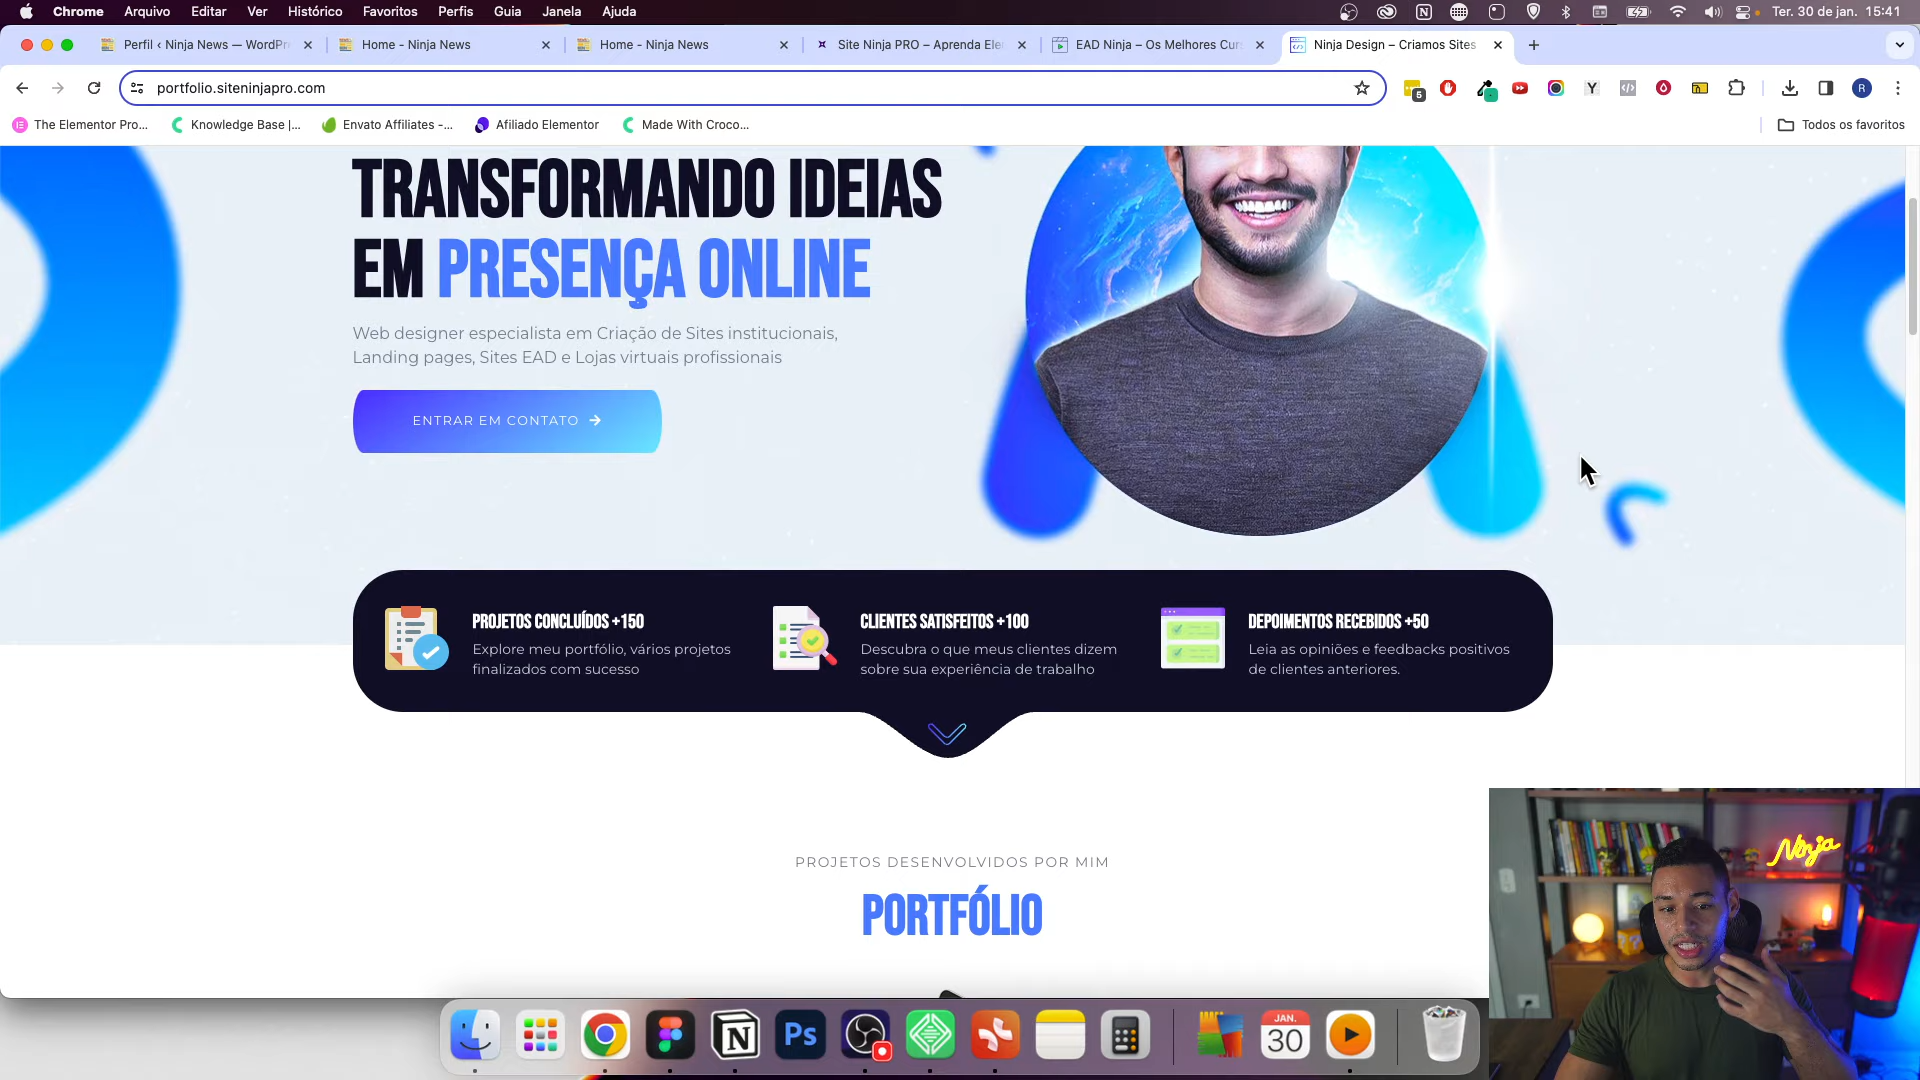 Chrome Arquivo Editar Ver Histórico Favoritos Perfis Guia Janela Ajuda Ter. 30 de jan. 15:41
Perfil ‹ Ninja News — WordPr
Home - Ninja News
Home - Ninja News
Site Ninja PRO – Aprenda Ele
EAD Ninja – Os Melhores Cur
Ninja Design – Criamos Sites
portfolio.siteninjapro.com
5
Y
R
The Elementor Pro...
Knowledge Base |...
Envato Affiliates -...
Afiliado Elementor
Made With Croco...
Todos os favoritos
TRANSFORMANDO IDEIAS
EM PRESENÇA ONLINE
Web designer especialista em Criação de Sites institucionais,
Landing pages, Sites EAD e Lojas virtuais profissionais
ENTRAR EM CONTATO
PROJETOS CONCLUÍDOS +150
Explore meu portfólio, vários projetos
finalizados com sucesso
CLIENTES SATISFEITOS +100
Descubra o que meus clientes dizem
sobre sua experiência de trabalho
DEPOIMENTOS RECEBIDOS +50
Leia as opiniões e feedbacks positivos
de clientes anteriores.
PROJETOS DESENVOLVIDOS POR MIM
PORTFÓLIO
Ninja
Ps
JAN.
30